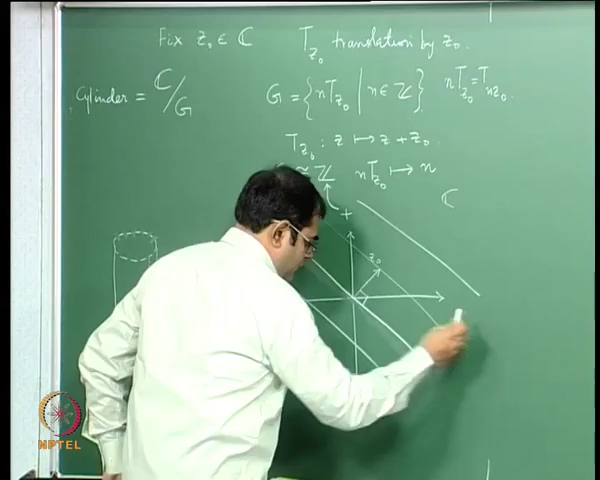 Fix z₀ ∈ ℂ T_{z₀} translation by z₀.
Cylinder = ℂ/G G = {nT_{z₀} | n ∈ ℤ} nT_{z₀} = T_{nz₀}.
T_{z₀} : z ↦ z + z₀.
≃ ℤ nT_{z₀} ↦ n
+
ℂ
z₀
NPTEL